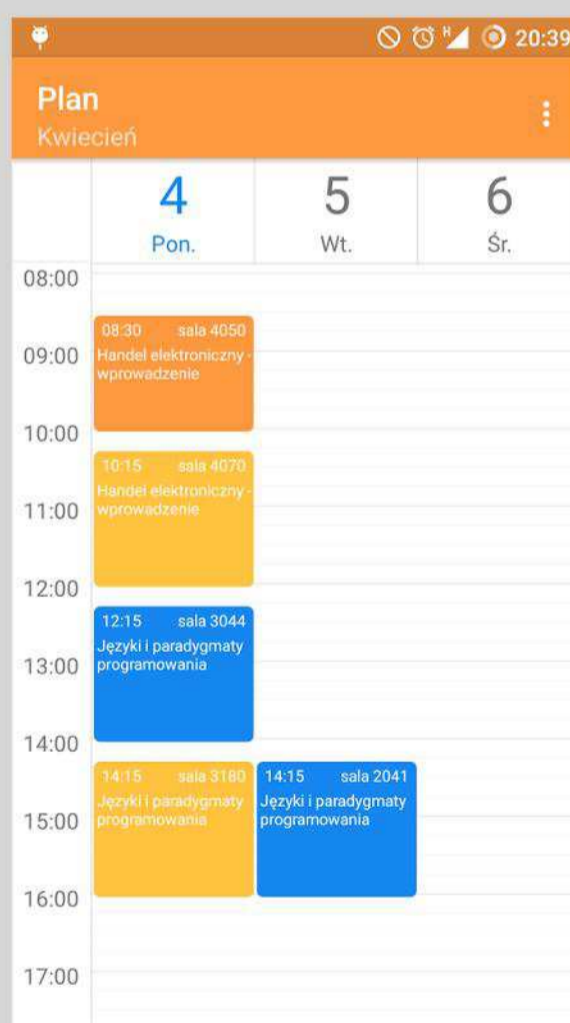 H 20:39
Plan
Kwiecień
4 5 6
Pon. Wt. Śr.
08:00
08:30 sala 4050
Handel elektroniczny -
wprowadzenie
09:00
10:00
10:15 sala 4070
Handel elektroniczny -
wprowadzenie
11:00
12:00
12:15 sala 3044
Języki i paradygmaty
programowania
13:00
14:00
14:15 sala 3180
Języki i paradygmaty
programowania
14:15 sala 2041
Języki i paradygmaty
programowania
15:00
16:00
17:00